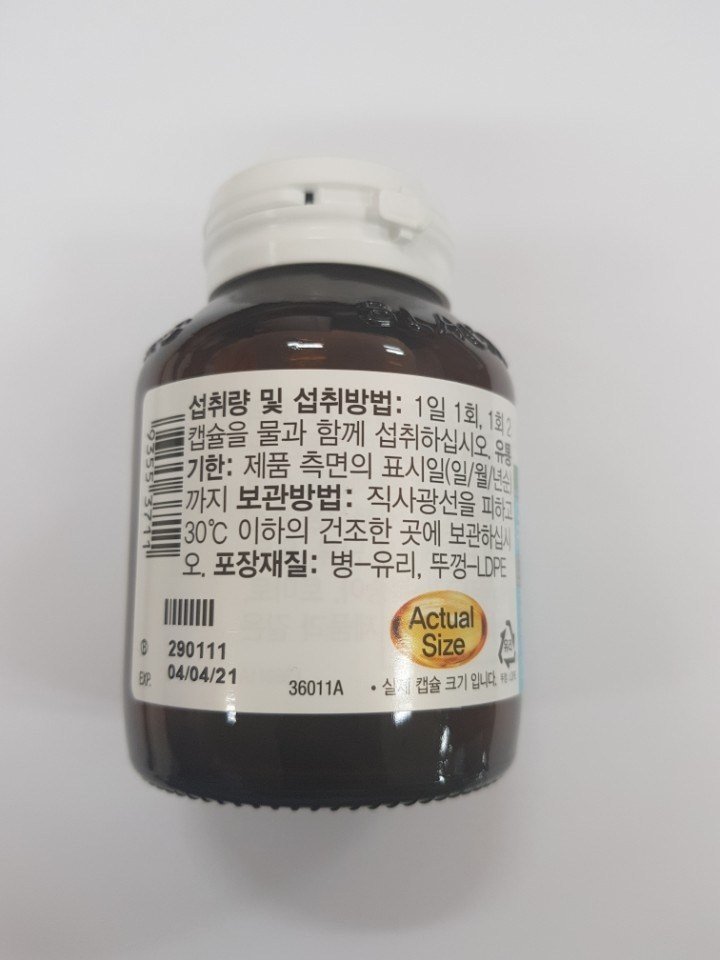 섭취량 및 섭취방법: 1일 1회, 1회 2
캡슐을 물과 함께 섭취하십시오. 유통
기한: 제품 측면의 표시일(일/월/년순)
까지 보관방법: 직사광선을 피하고
30℃ 이하의 건조한 곳에 보관하십시
오. 포장재질: 병-유리, 뚜껑-LDPE
9355 3711
Actual
Size
B 290111
EXP. 04/04/21
36011A
• 실제 캡슐 크기 입니다.